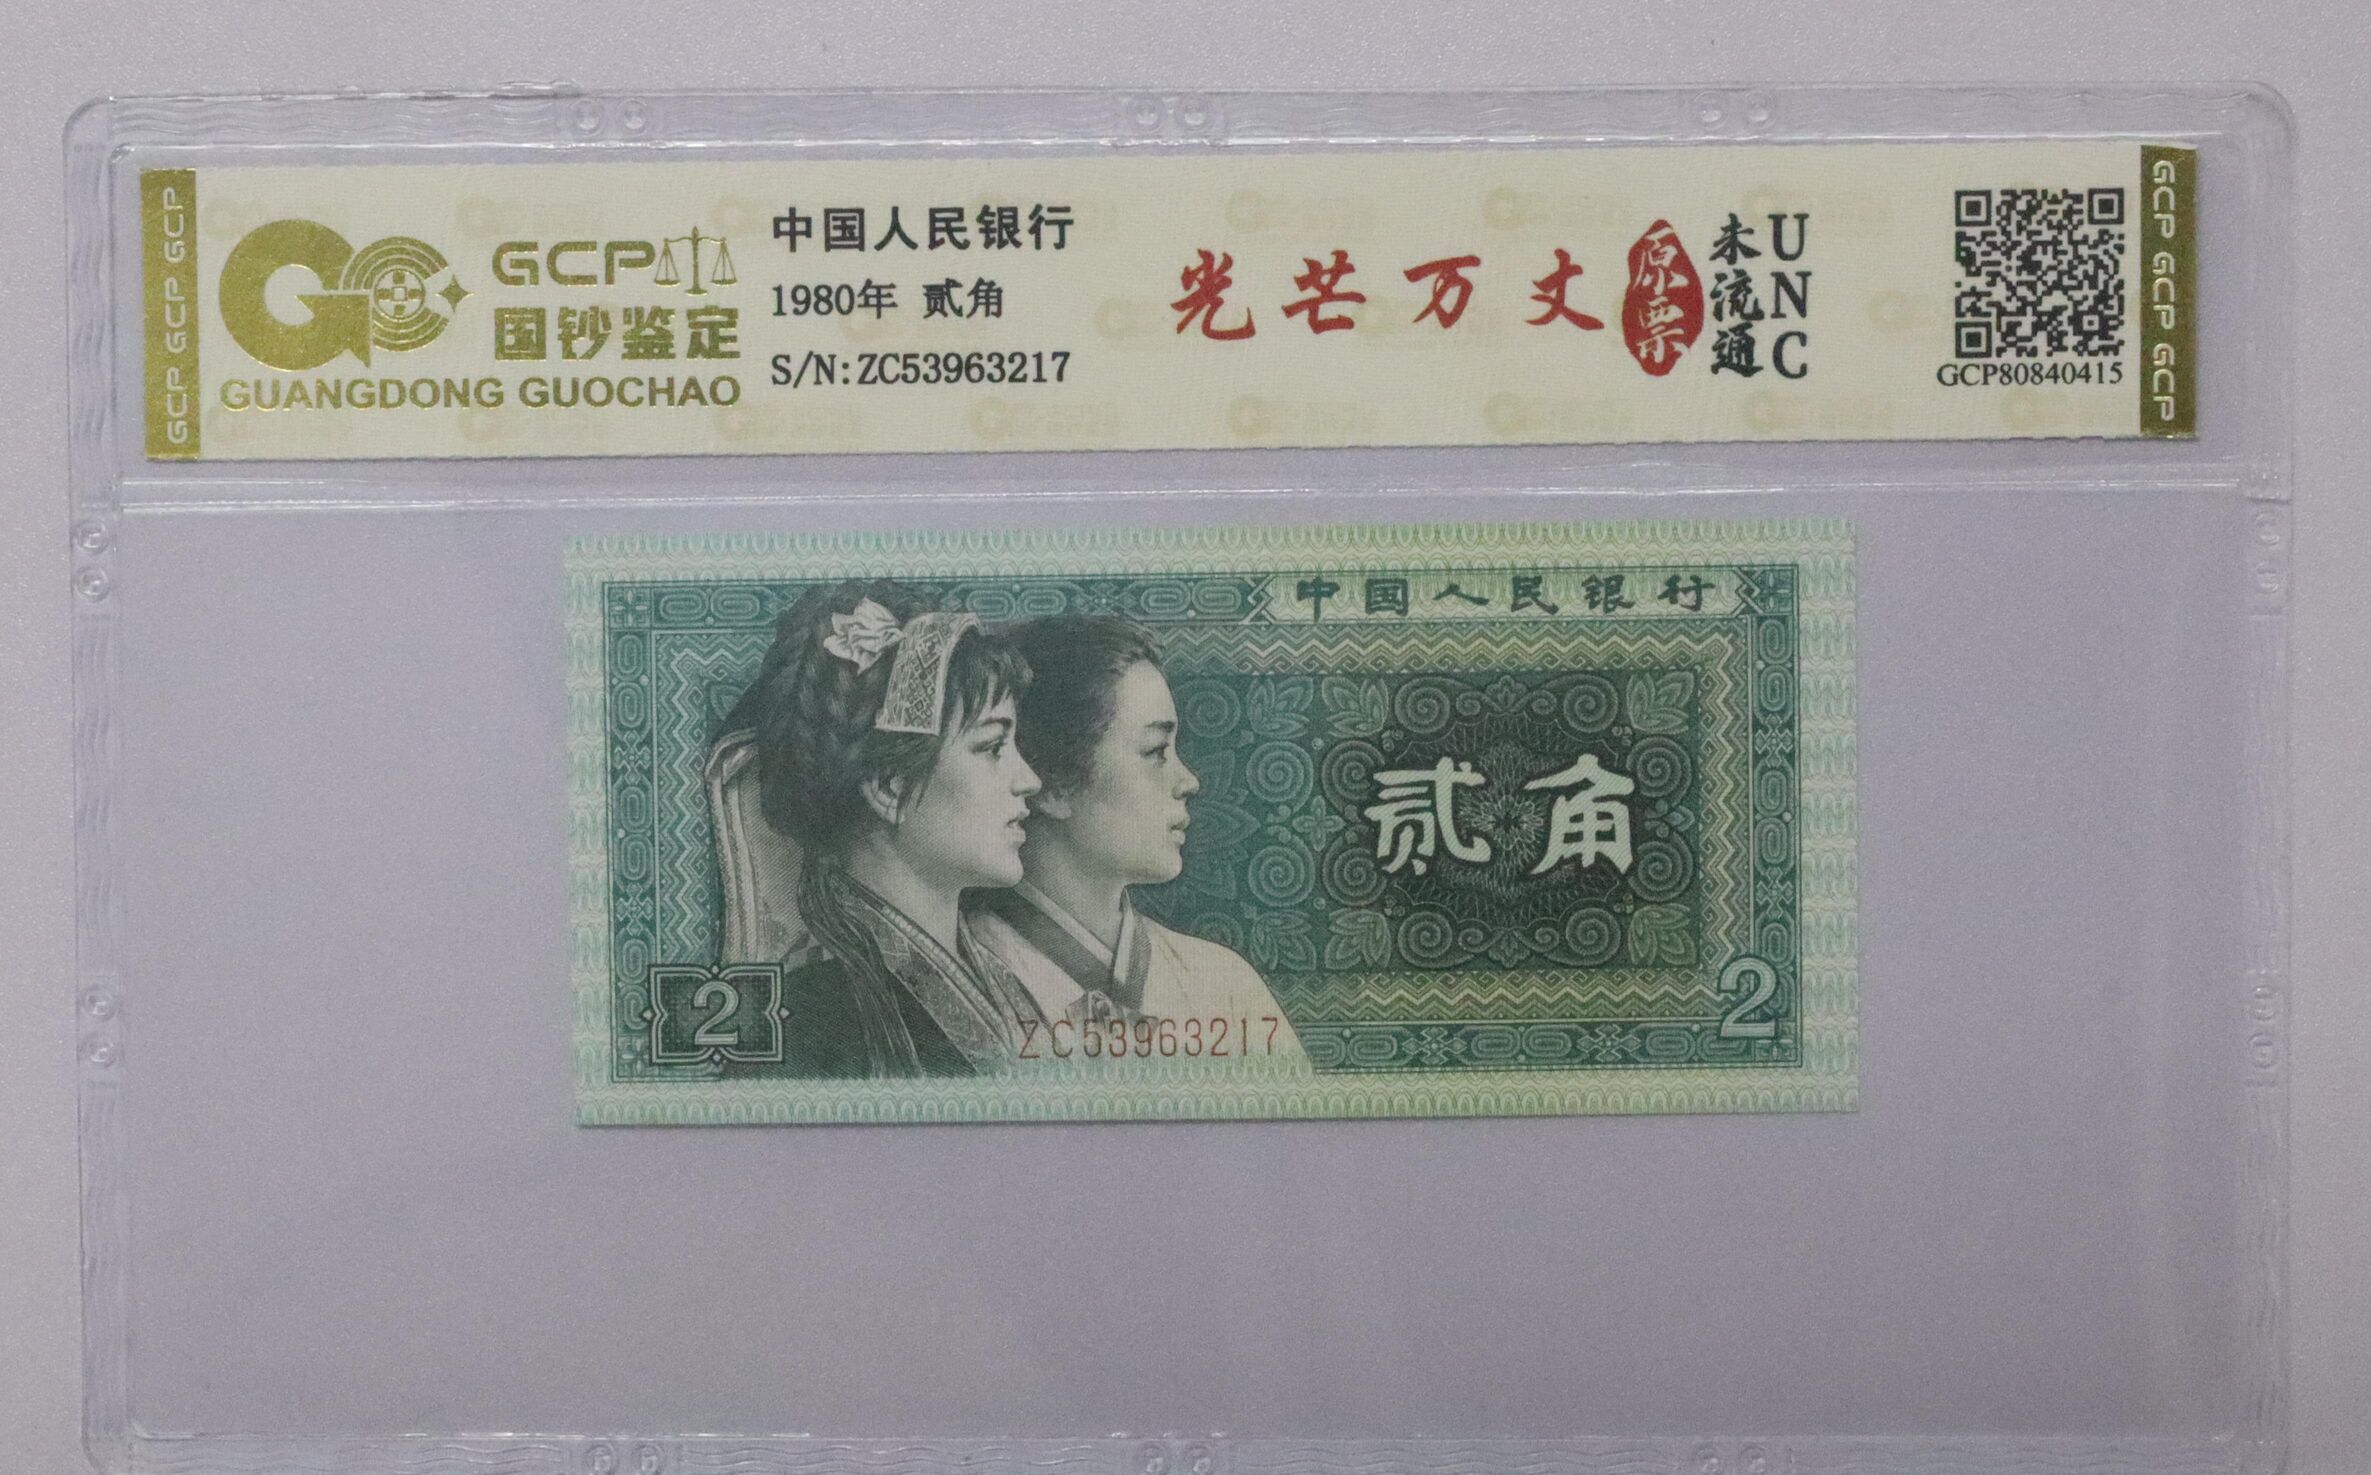 GCP GCP GCP
GCP
国钞鉴定
GUANGDONG GUOCHAO
中国人民银行
1980年 贰角
S/N:ZC53963217
光芒万丈
原票
未流通
UNC
GCP80840415
GCP GCP GCP
中国人民银行
贰角
2
2
ZC53963217